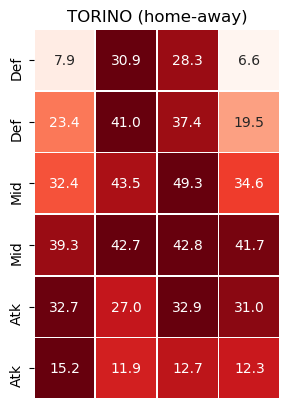 TORINO (home-away)
Def 7.9 30.9 28.3 6.6
Def 23.4 41.0 37.4 19.5
Mid 32.4 43.5 49.3 34.6
Mid 39.3 42.7 42.8 41.7
Atk 32.7 27.0 32.9 31.0
Atk 15.2 11.9 12.7 12.3